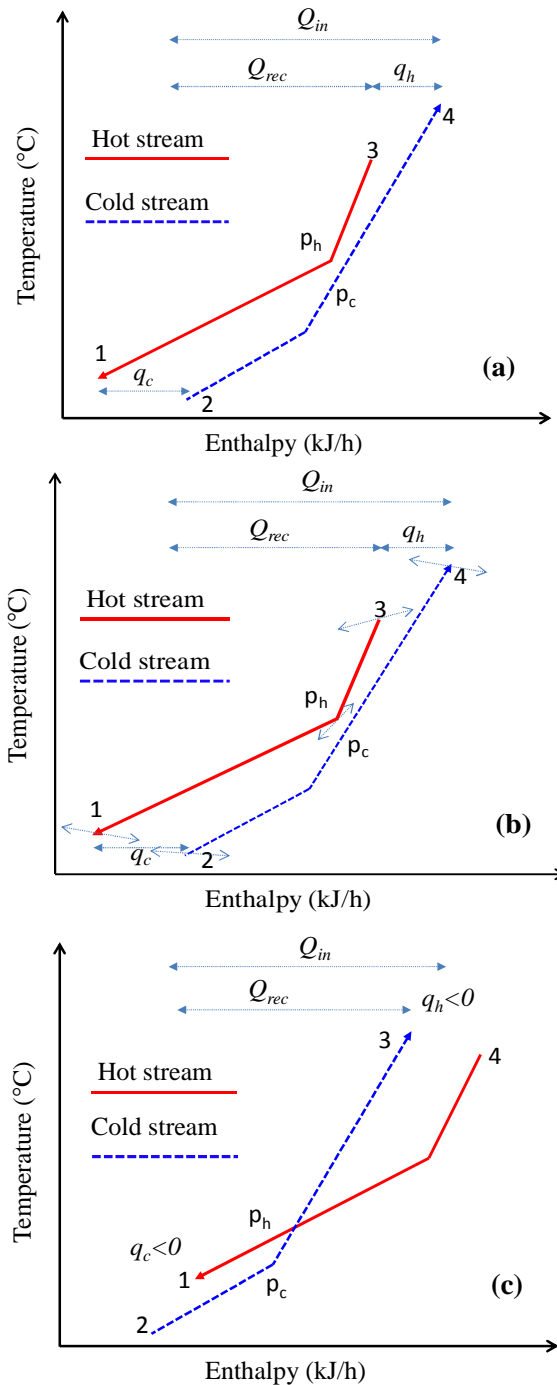 Q_in
Q_rec
q_h
4
Hot stream
3
Cold stream
p_h
p_c
1
q_c
2
(a)
Temperature (°C)
Enthalpy (kJ/h)
Q_in
Q_rec
q_h
4
Hot stream
3
Cold stream
p_h
p_c
1
q_c
2
(b)
Temperature (°C)
Enthalpy (kJ/h)
Q_in
Q_rec
q_h<0
3
4
Hot stream
Cold stream
p_h
q_c<0
1
p_c
2
(c)
Temperature (°C)
Enthalpy (kJ/h)